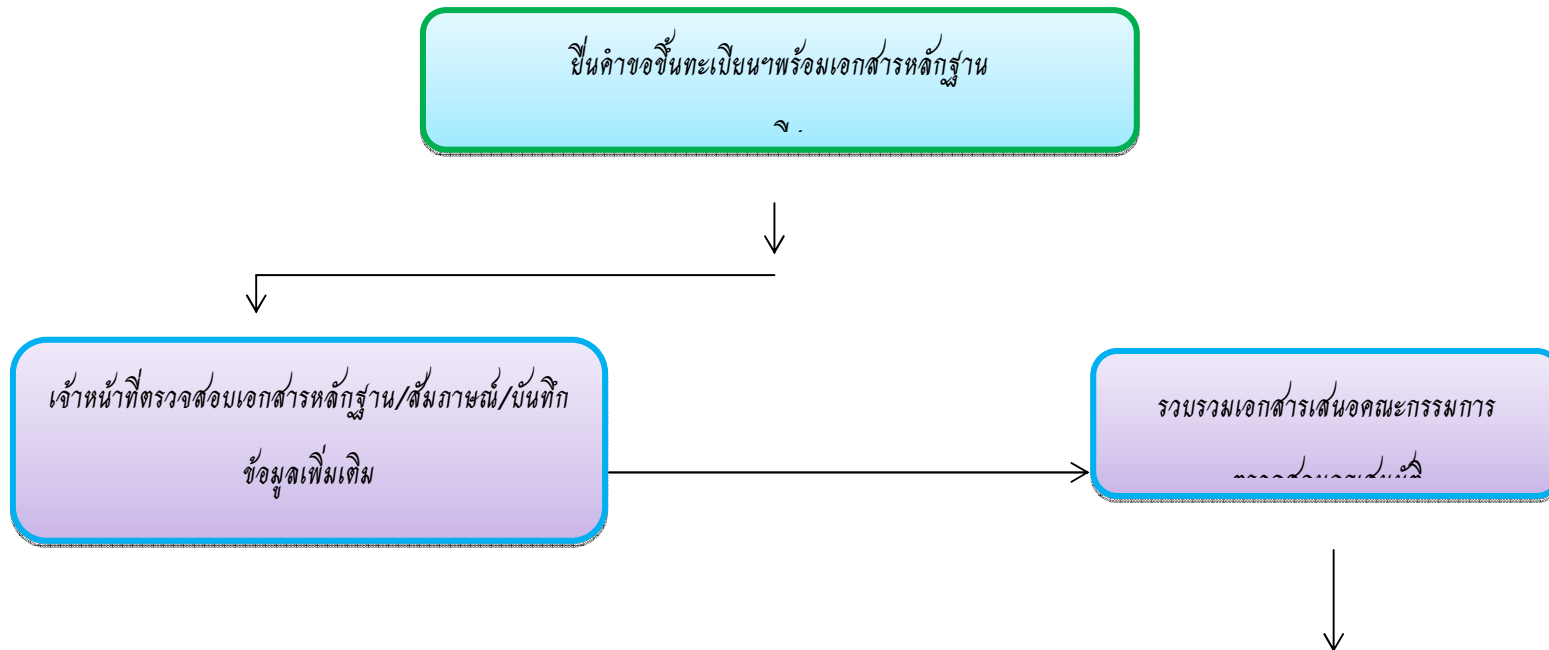 ยื่นคำขอขึ้นทะเบียนฯพร้อมเอกสารหลักฐาน
เจ้าหน้าที่ตรวจสอบเอกสารหลักฐาน/สัมภาษณ์/บันทึก
ข้อมูลเพิ่มเติม
รวบรวมเอกสารเสนอคณะกรรมการ